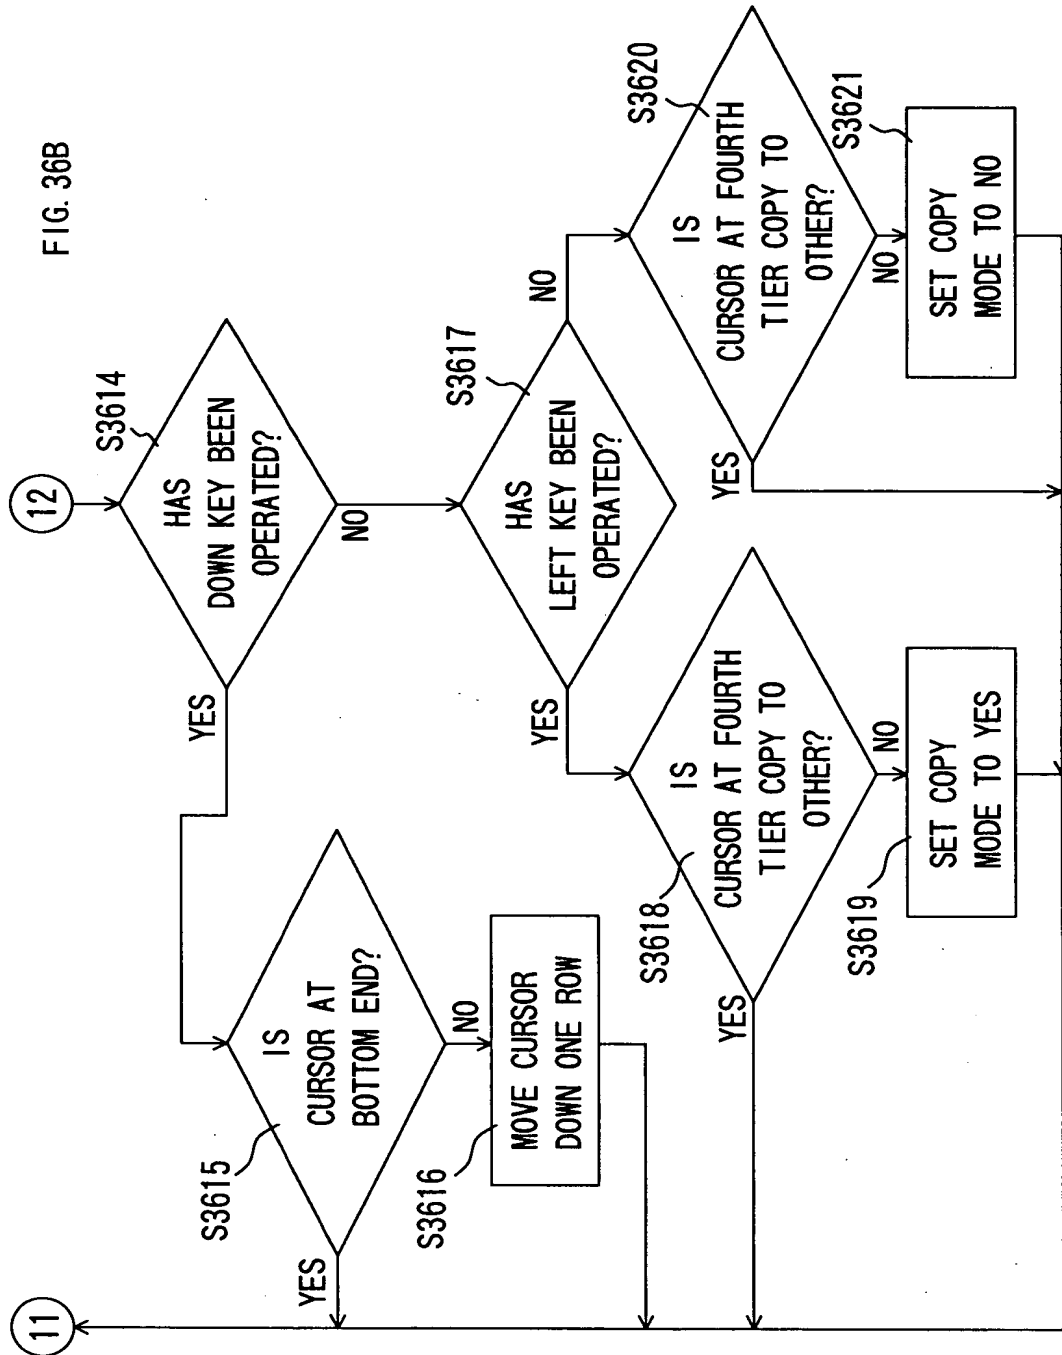 FIG. 36B
12
S3614
HAS
DOWN KEY BEEN
OPERATED?
YES
NO
11
S3615
IS
CURSOR AT
BOTTOM END?
YES
NO
S3616
MOVE CURSOR
DOWN ONE ROW
S3617
HAS
LEFT KEY BEEN
OPERATED?
YES
NO
S3618
IS
CURSOR AT FOURTH
TIER COPY TO
OTHER?
YES
NO
S3619
SET COPY
MODE TO YES
S3620
IS
CURSOR AT FOURTH
TIER COPY TO
OTHER?
YES
NO
S3621
SET COPY
MODE TO NO